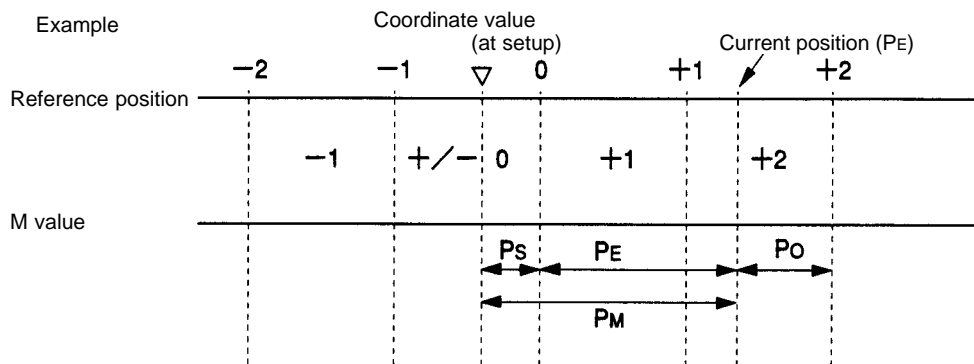 Example
Coordinate value
(at setup)
Current position (PE)
−2 −1 0 +1 +2
Reference position
−1 +/− 0 +1 +2
M value
PS PE PO
PM